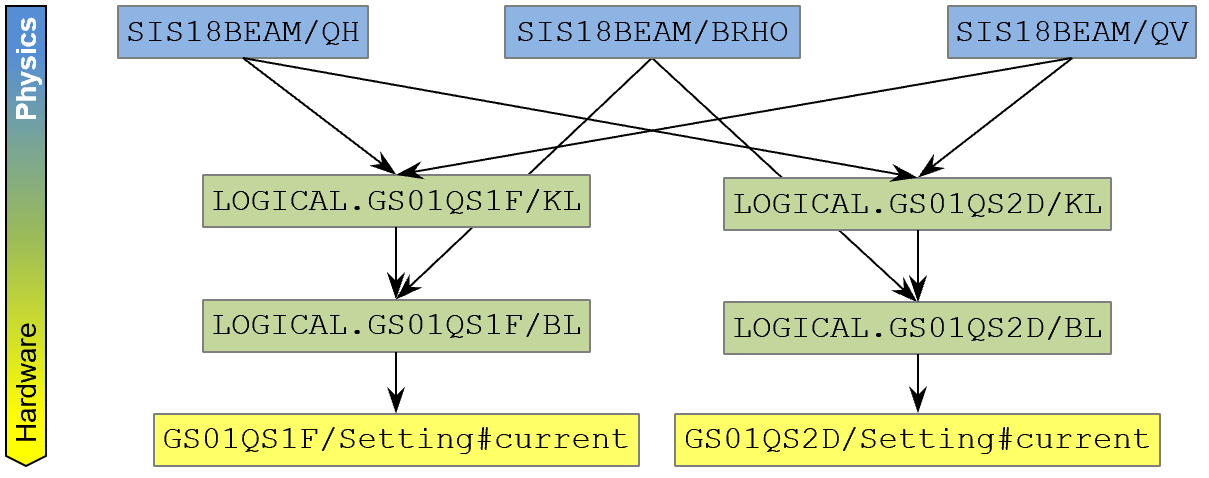 Physics
Hardware
SIS18BEAM/QH
SIS18BEAM/BRHO
SIS18BEAM/QV
LOGICAL.GS01QS1F/KL
LOGICAL.GS01QS2D/KL
LOGICAL.GS01QS1F/BL
LOGICAL.GS01QS2D/BL
GS01QS1F/Setting#current
GS01QS2D/Setting#current